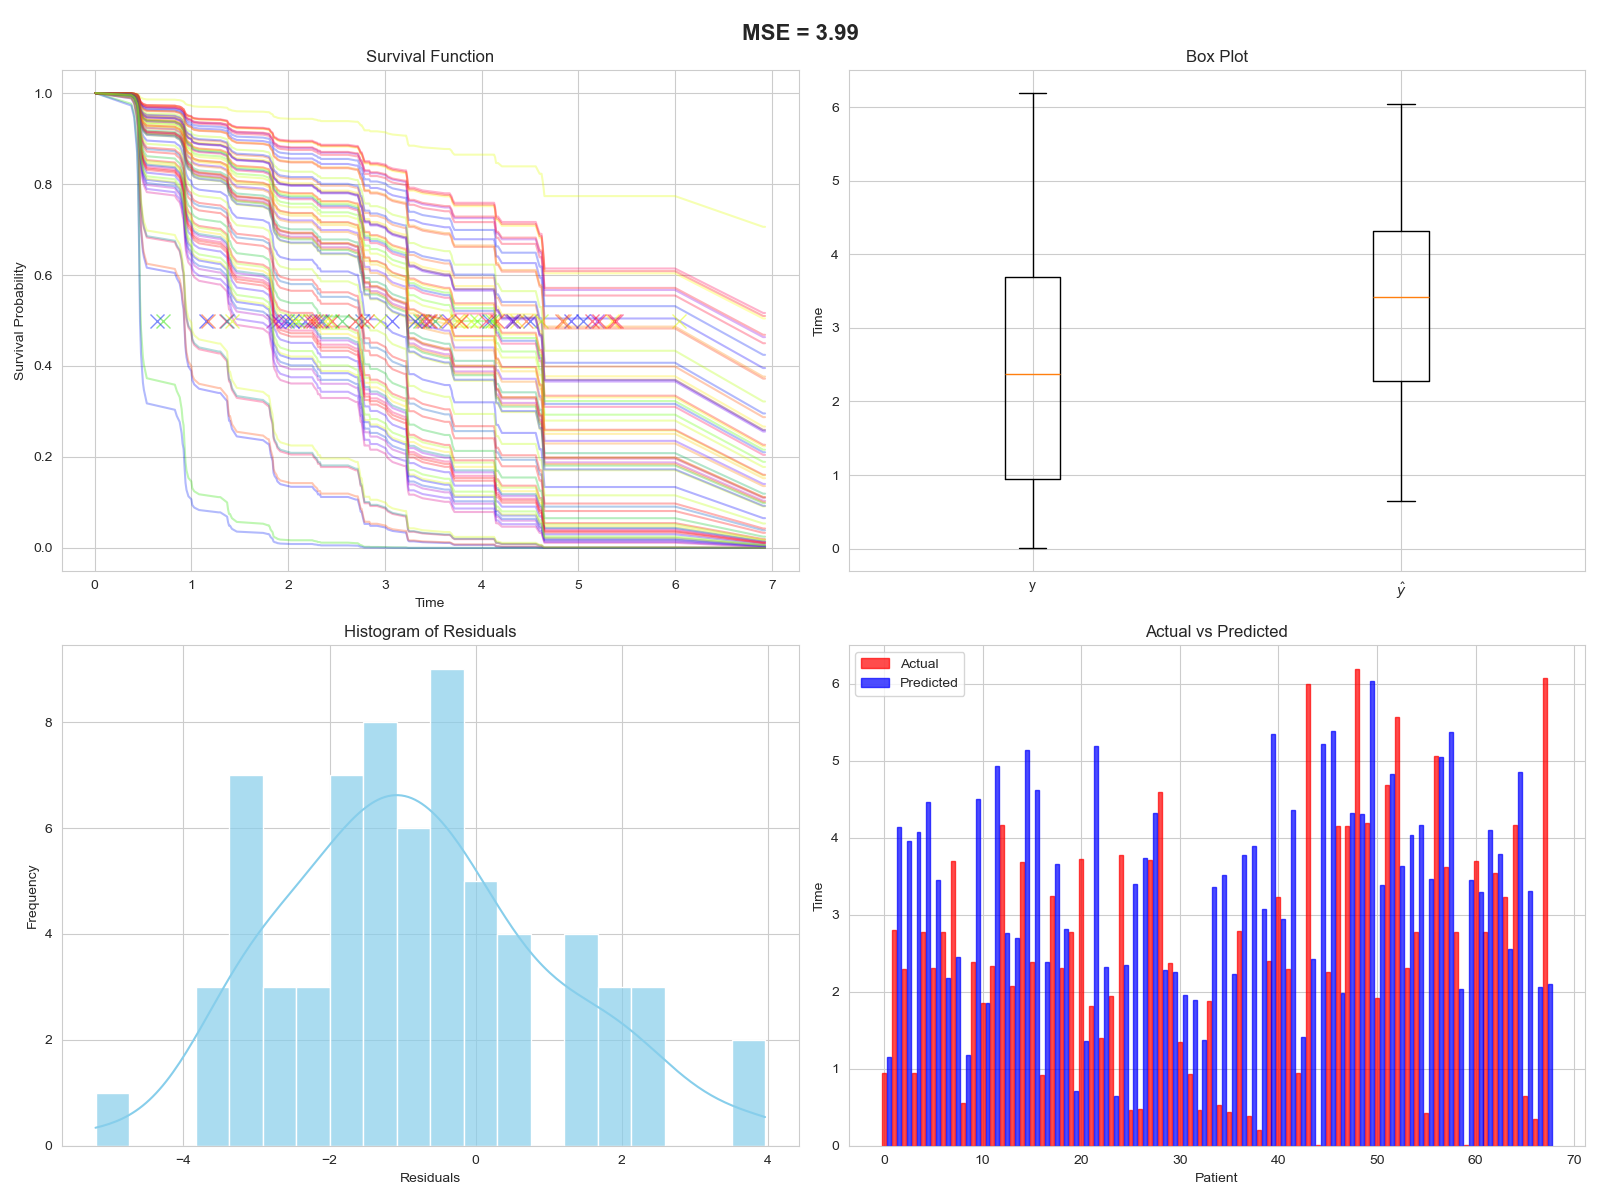 MSE = 3.99
Survival Function
Survival Probability
1.0
0.8
0.6
0.4
0.2
0.0
0 1 2 3 4 5 6 7
Time
Box Plot
Time
6
5
4
3
2
1
0
y ŷ
Histogram of Residuals
Frequency
8
6
4
2
0
−4 −2 0 2 4
Residuals
Actual vs Predicted
Actual
Predicted
Time
6
5
4
3
2
1
0
0 10 20 30 40 50 60 70
Patient